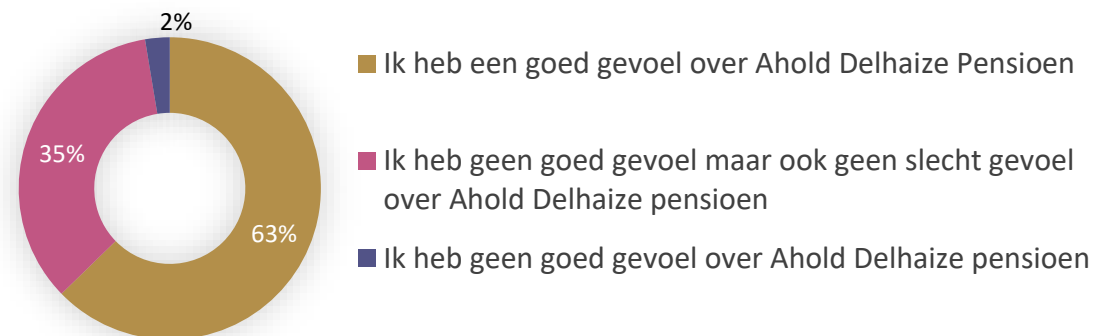 2%
Ik heb een goed gevoel over Ahold Delhaize Pensioen
35%
Ik heb geen goed gevoel maar ook geen slecht gevoel
over Ahold Delhaize pensioen
63%
Ik heb geen goed gevoel over Ahold Delhaize pensioen